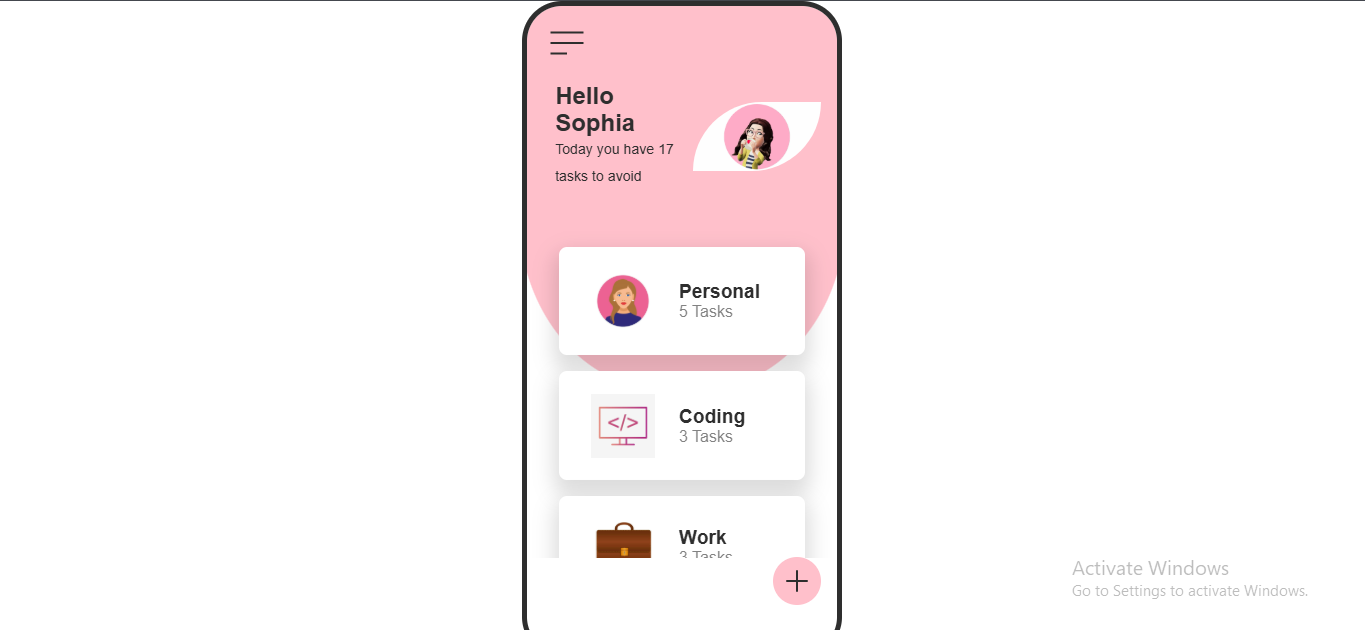 Hello
Sophia
Today you have 17
tasks to avoid
Personal
5 Tasks
</>
Coding
3 Tasks
Work
3 Tasks
Activate Windows
Go to Settings to activate Windows.